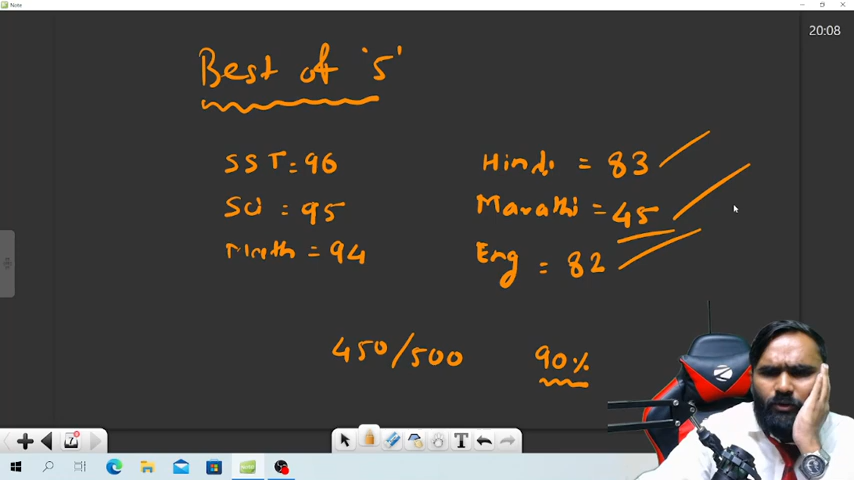 Note
20:08
Best of '5'
SST = 96
Sci = 95
Math = 94
Hindi = 83
Marathi = 45
Eng = 82
450/500
90%